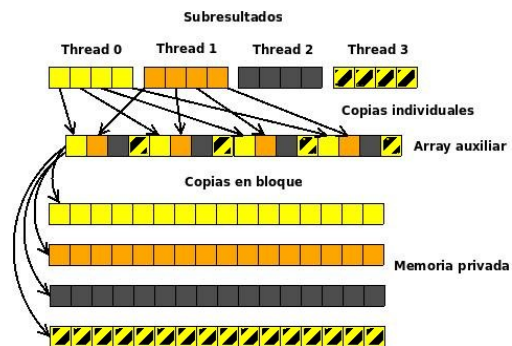 Subresultados
Thread 0
Thread 1
Thread 2
Thread 3
Copias individuales
Array auxiliar
Copias en bloque
Memoria privada